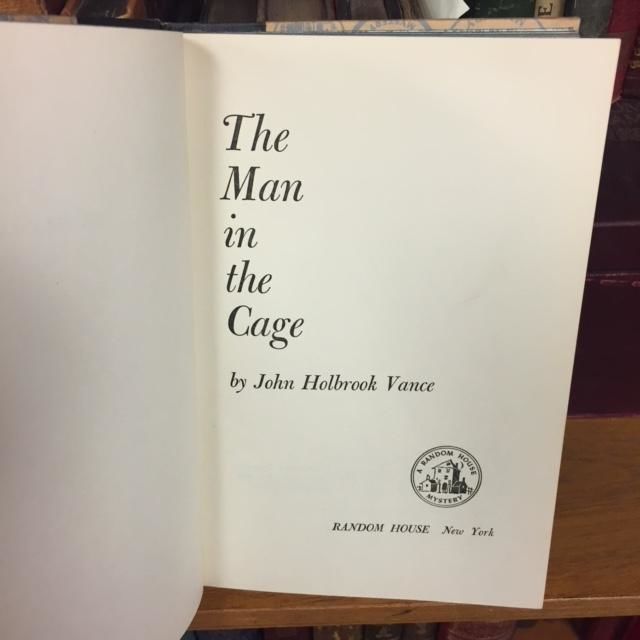 The
Man
in
the
Cage
by John Holbrook Vance
A RANDOM HOUSE
MYSTERY
RANDOM HOUSE New York